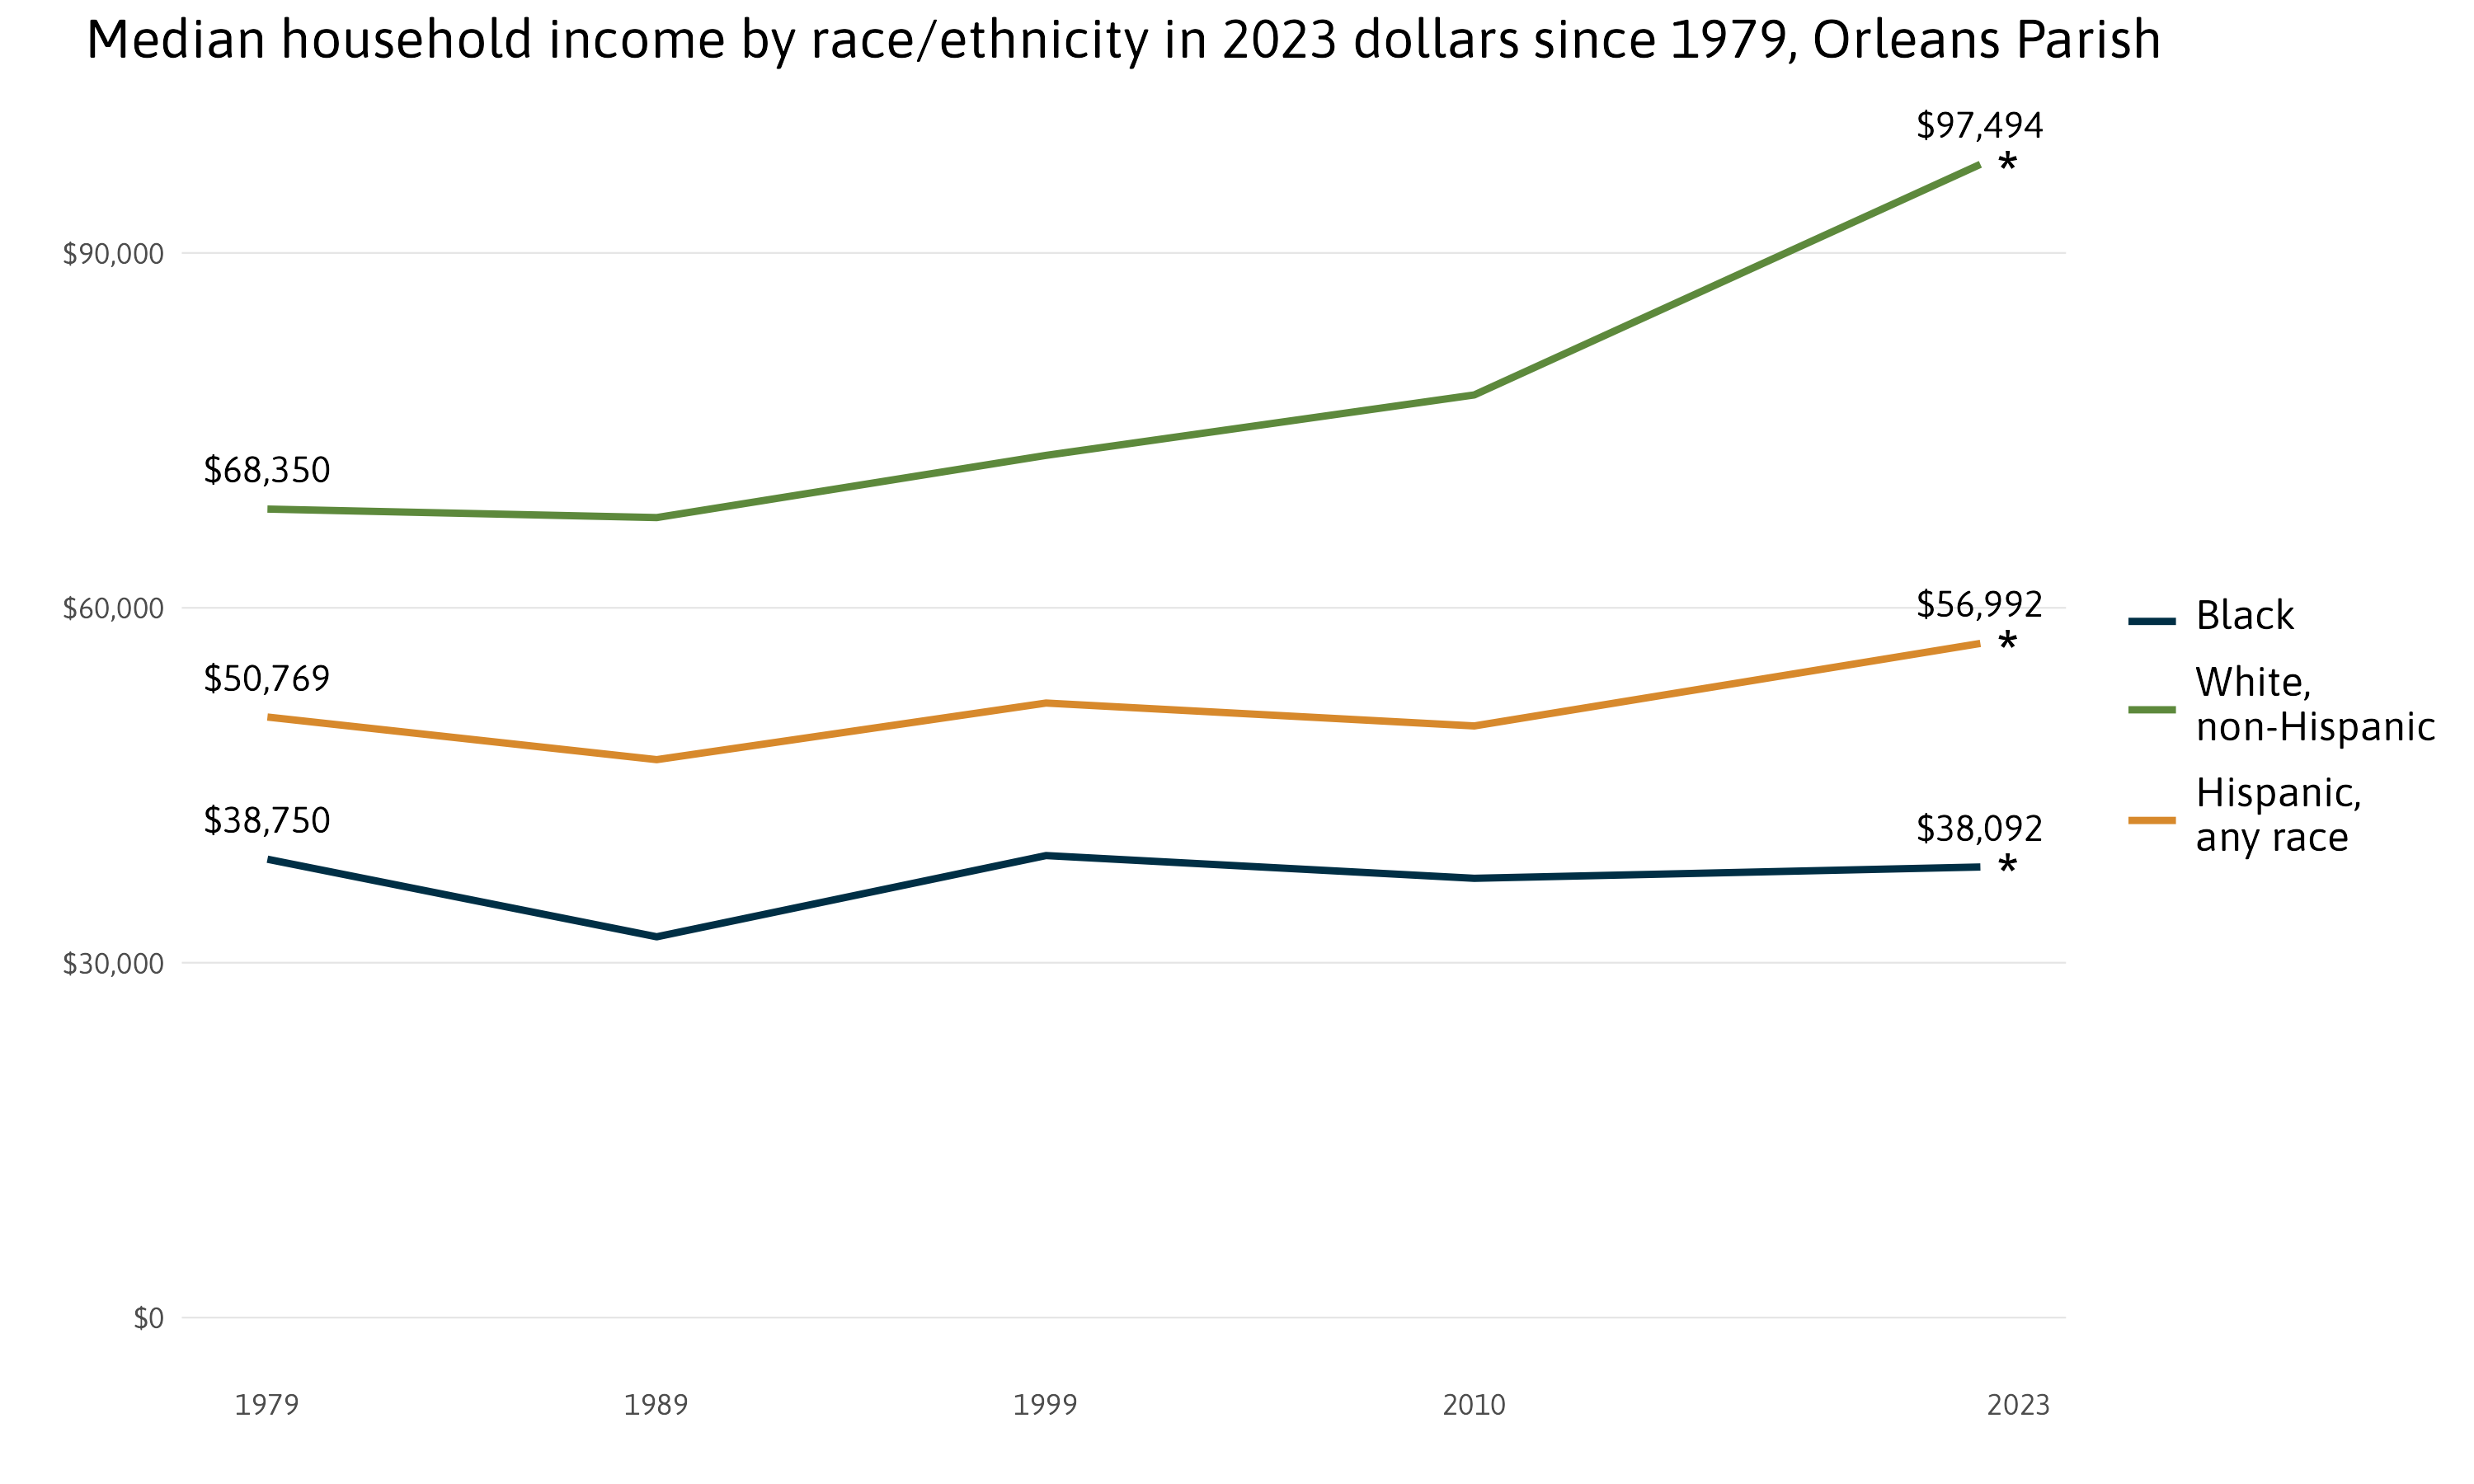 Median household income by race/ethnicity in 2023 dollars since 1979, Orleans Parish
$97,494
*
$90,000
$68,350
$60,000
$56,992
*
$50,769
$38,750
$38,092
*
$30,000
$0
1979 1989 1999 2010 2023
Black
White,
non-Hispanic
Hispanic,
any race